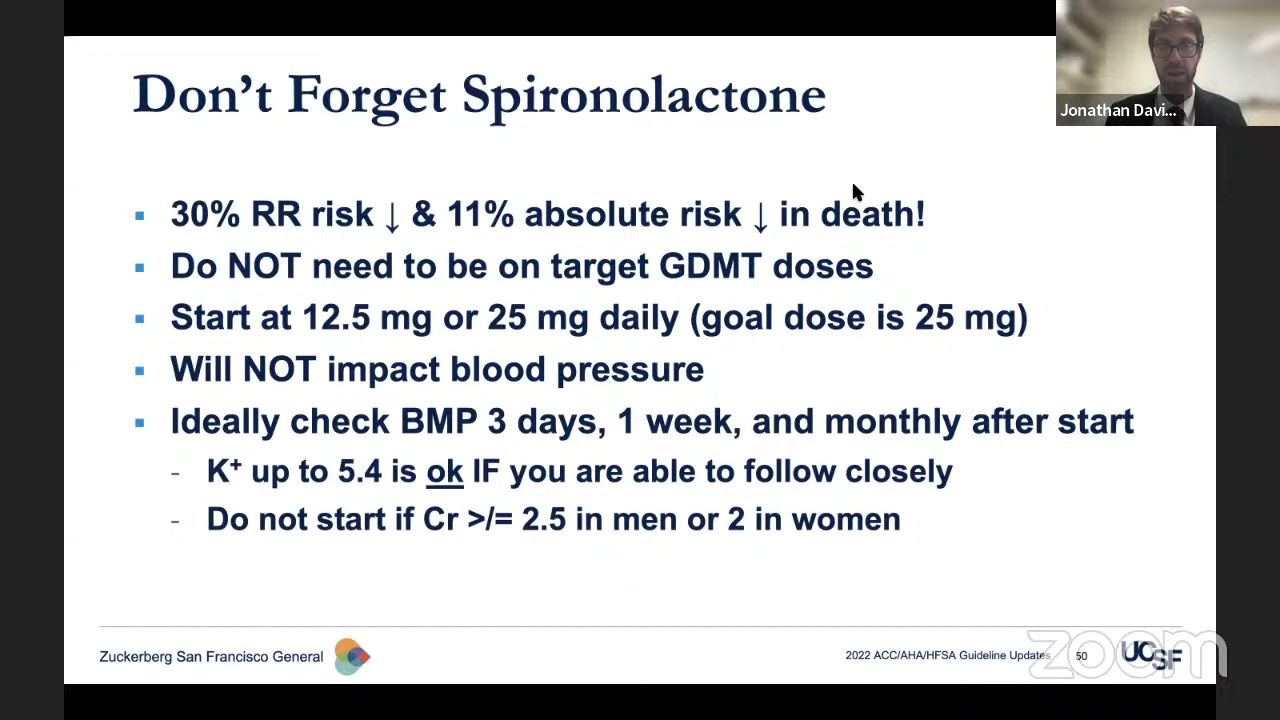 Don't Forget Spironolactone
Jonathan Davi...
▪ 30% RR risk ↓ & 11% absolute risk ↓ in death!
▪ Do NOT need to be on target GDMT doses
▪ Start at 12.5 mg or 25 mg daily (goal dose is 25 mg)
▪ Will NOT impact blood pressure
▪ Ideally check BMP 3 days, 1 week, and monthly after start
- K⁺ up to 5.4 is ok IF you are able to follow closely
- Do not start if Cr >/= 2.5 in men or 2 in women
Zuckerberg San Francisco General
2022 ACC/AHA/HFSA Guideline Updates
50
UCSF
zoom